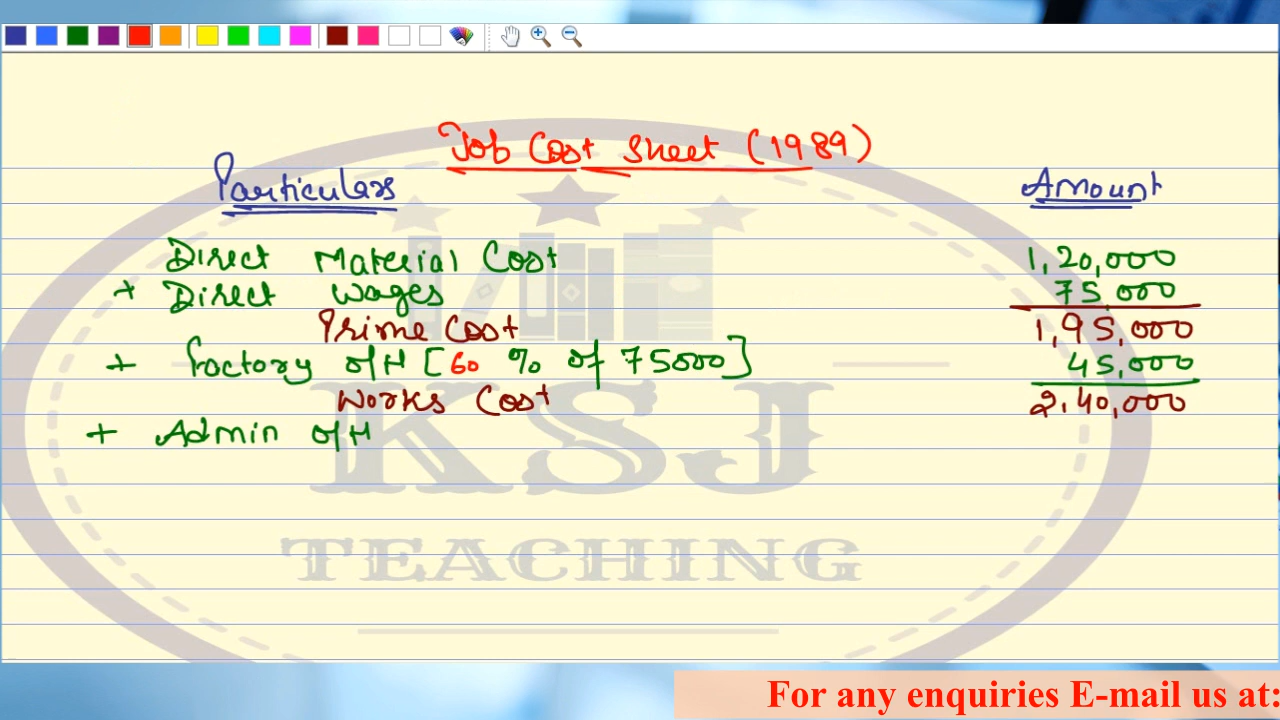 Job Cost Sheet (1989)
Particulars Amount
Direct Material Cost 1,20,000
+ Direct Wages 75,000
Prime Cost 1,95,000
+ Factory o/H [60 % of 75000] 45,000
Works Cost 2,40,000
+ Admin o/H
KSJ
TEACHING
For any enquiries E-mail us at: